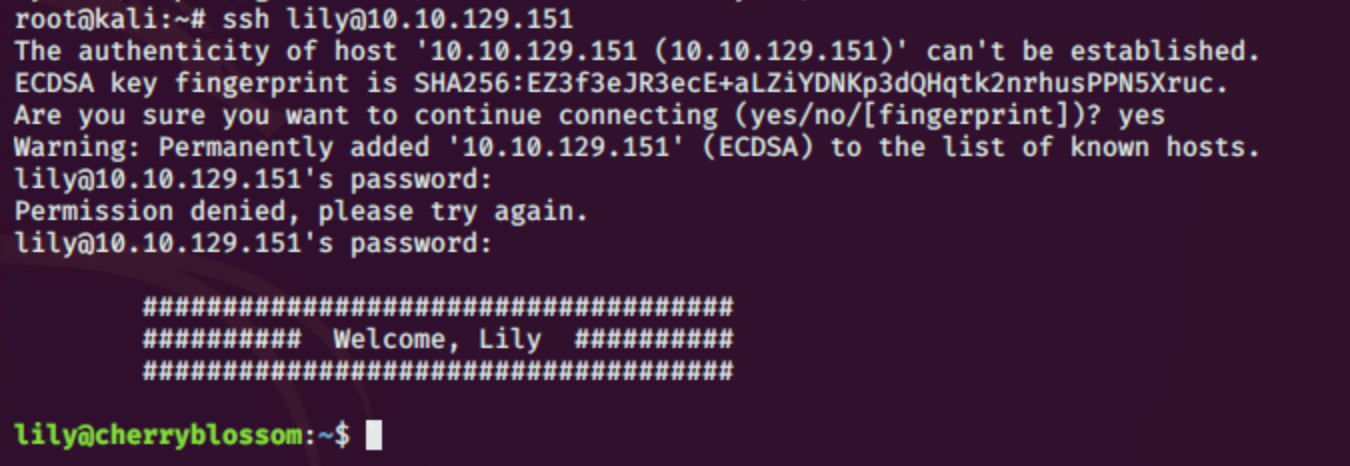 root@kali:~# ssh lily@10.10.129.151
The authenticity of host '10.10.129.151 (10.10.129.151)' can't be established.
ECDSA key fingerprint is SHA256:EZ3f3eJR3ecE+aLZiYDNKp3dQHqtk2nrhusPPN5Xruc.
Are you sure you want to continue connecting (yes/no/[fingerprint])? yes
Warning: Permanently added '10.10.129.151' (ECDSA) to the list of known hosts.
lily@10.10.129.151's password:
Permission denied, please try again.
lily@10.10.129.151's password:
#####################################
########## Welcome, Lily ##########
#####################################
lily@cherryblossom:~$